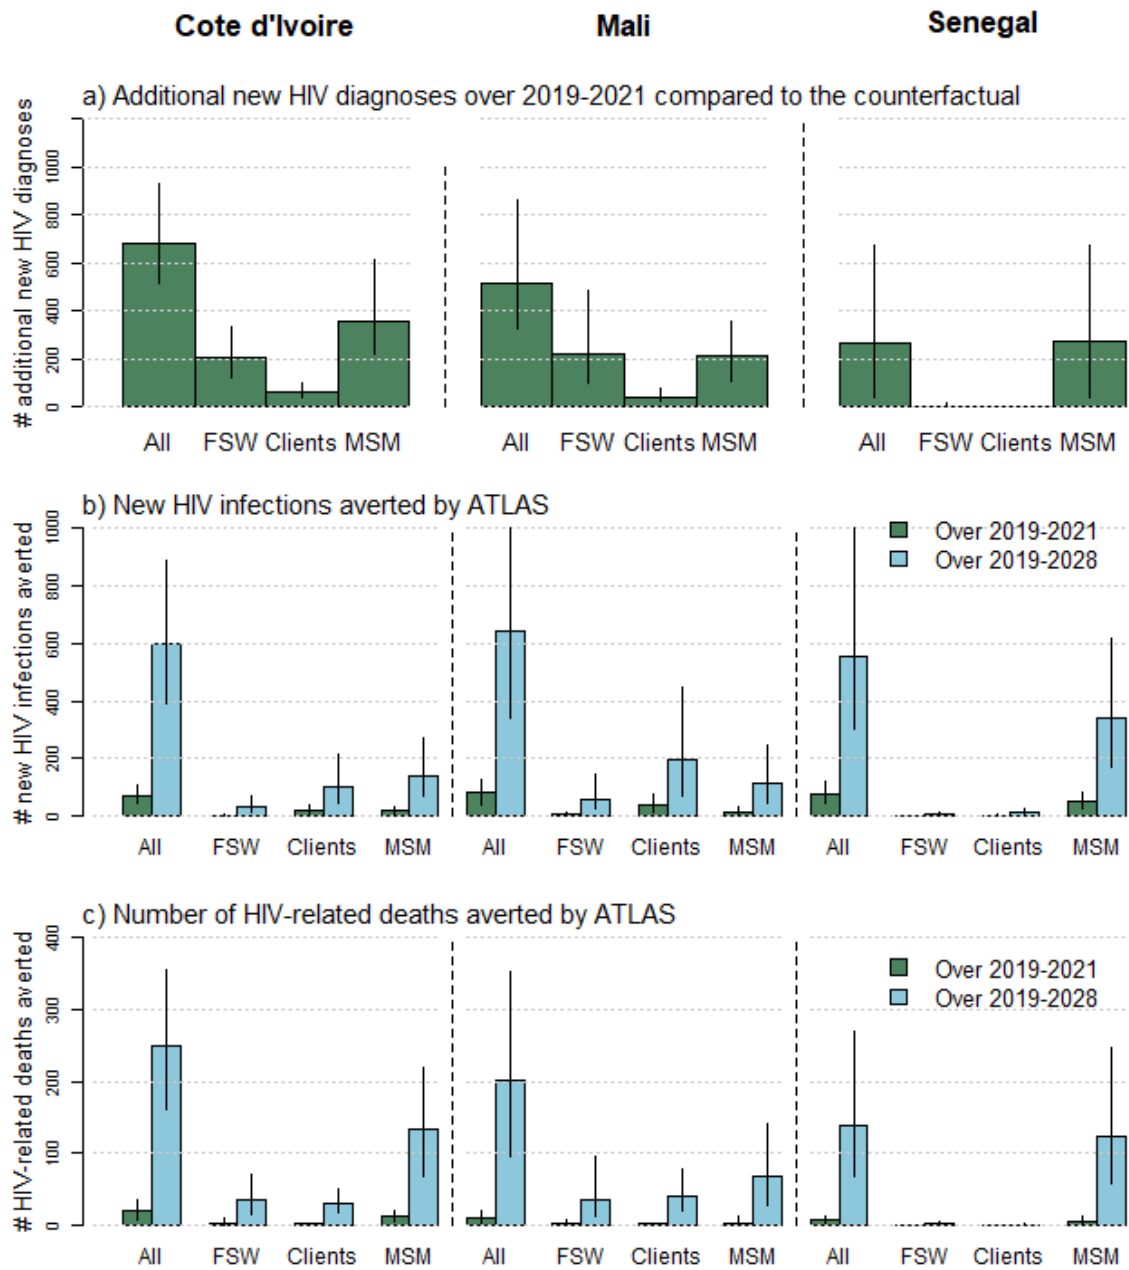 Cote d'Ivoire Mali Senegal
a) Additional new HIV diagnoses over 2019-2021 compared to the counterfactual
# additional new HIV diagnoses
1000
800
600
400
200
0
All FSW Clients MSM All FSW Clients MSM All FSW Clients MSM
b) New HIV infections averted by ATLAS
# new HIV infections averted
1000
800
600
400
200
0
Over 2019-2021
Over 2019-2028
All FSW Clients MSM All FSW Clients MSM All FSW Clients MSM
c) Number of HIV-related deaths averted by ATLAS
# HIV-related deaths averted
400
300
200
100
0
Over 2019-2021
Over 2019-2028
All FSW Clients MSM All FSW Clients MSM All FSW Clients MSM